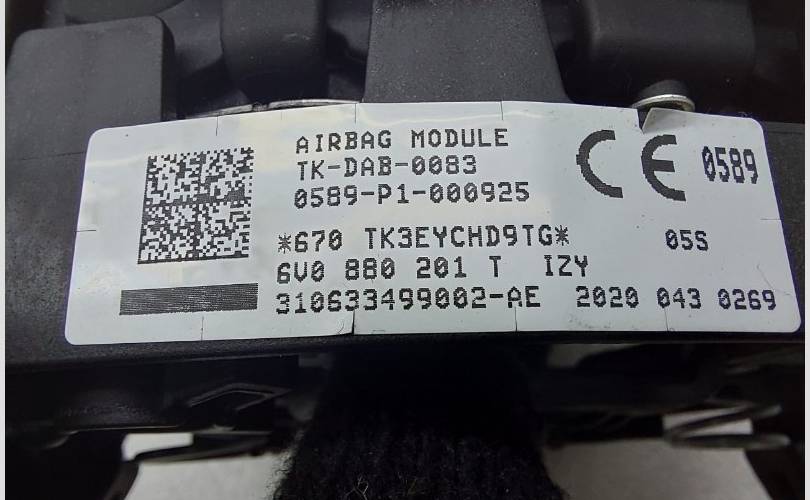 AIRBAG MODULE
TK-DAB-0083
0589-P1-000925
CE 0589
*670 TK3EYCHD9TG* 05S
6V0 880 201 T IZY
310633499002-AE 2020 043 0269